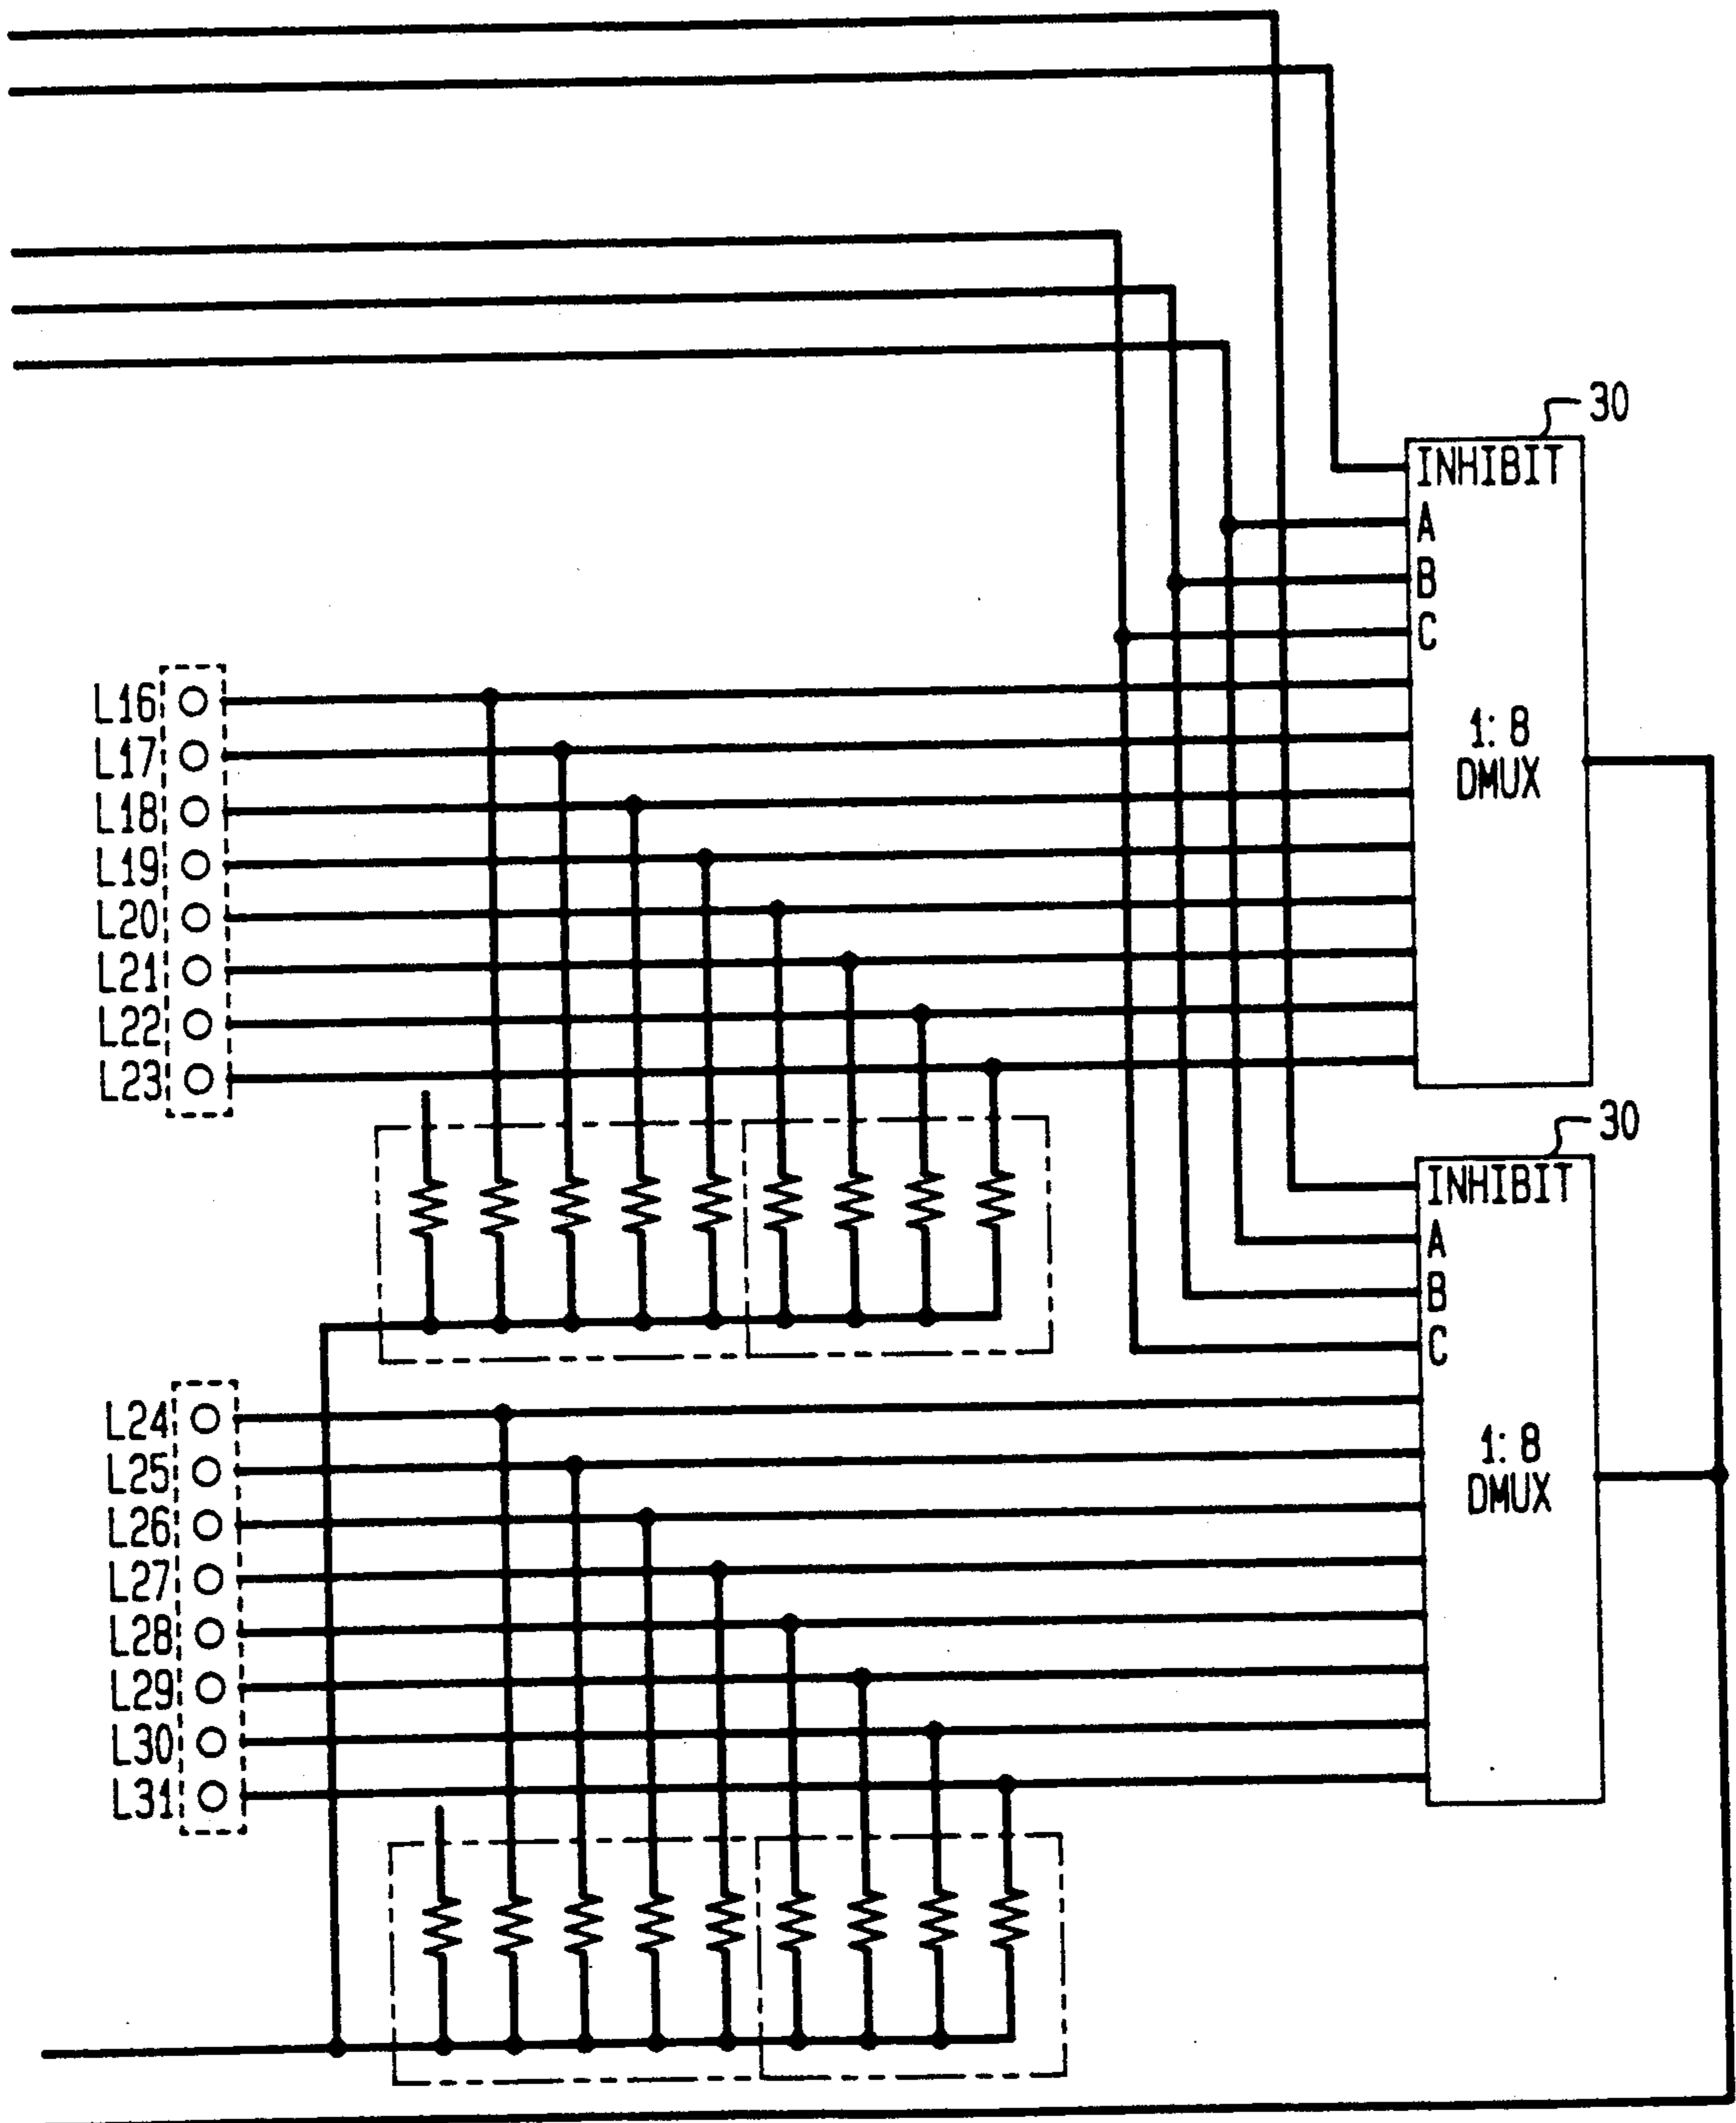 30
INHIBIT
A
B
C
L16
L17
1: 8
DMUX
L18
L19
L20
L21
L22
L23
30
INHIBIT
A
B
C
L24
L25
1: 8
DMUX
L26
L27
L28
L29
L30
L31